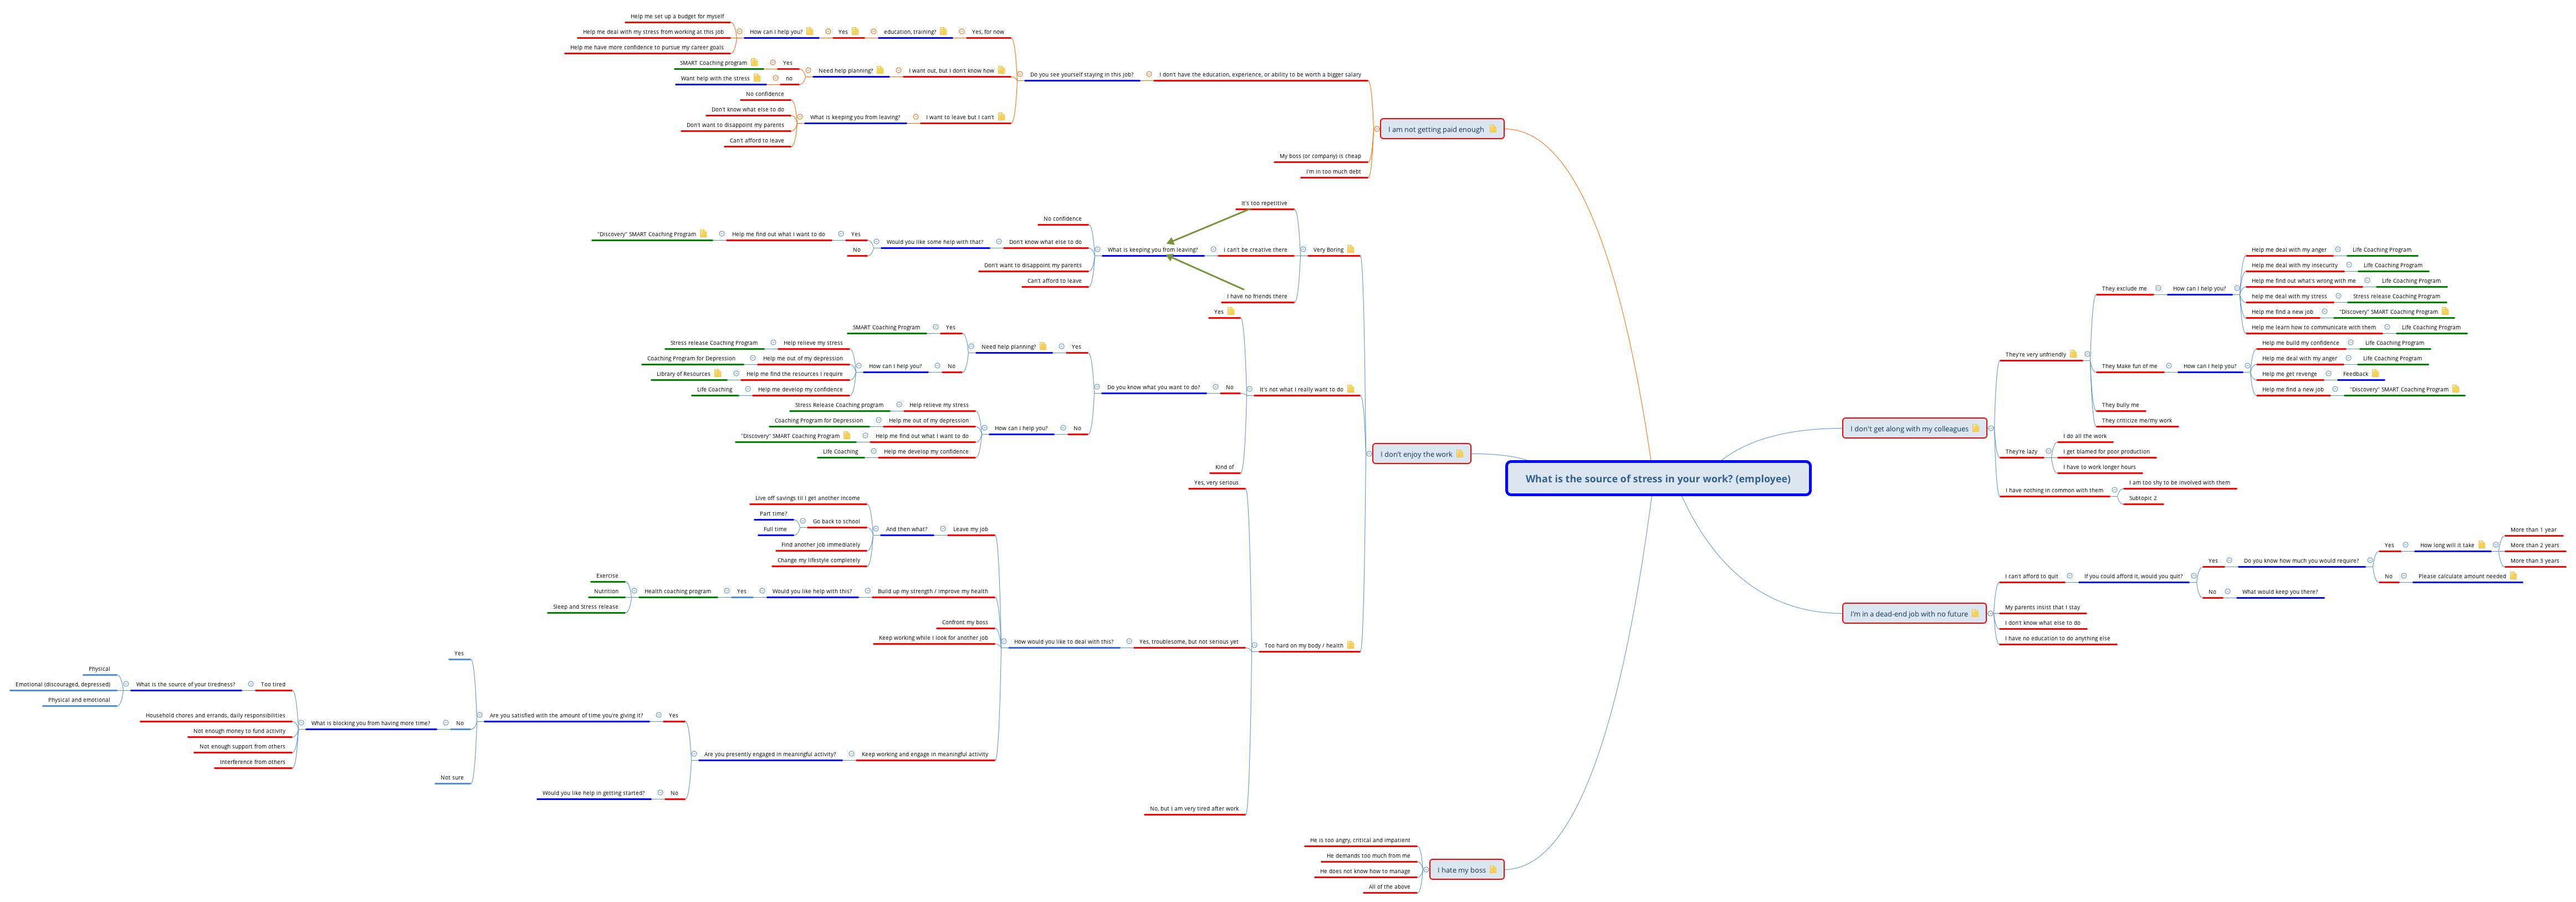 What is the source of stress in your work? (employee)
I am not getting paid enough
I don't have the education, experience, or ability to be worth a bigger salary
Do you see yourself staying in this job?
Yes, for now
education, training?
Yes
How can I help you?
Help me set up a budget for myself
Help me deal with my stress from working at this job
Help me have more confidence to pursue my career goals
I want out, but I don't know how
Need help planning?
Yes
SMART Coaching program
no
Want help with the stress
I want to leave but I can't
What is keeping you from leaving?
No confidence
Don't know what else to do
Don't want to disappoint my parents
Can't afford to leave
My boss (or company) is cheap
I'm in too much debt
I don't enjoy the work
Very Boring
It's too repetitive
I can't be creative there
What is keeping you from leaving?
No confidence
Don't know what else to do
Would you like some help with that?
Yes
Help me find out what I want to do
"Discovery" SMART Coaching Program
No
Don't want to disappoint my parents
Can't afford to leave
I have no friends there
It's not what I really want to do
Yes
No
Do you know what you want to do?
Yes
Need help planning?
Yes
SMART Coaching Program
No
How can I help you?
Help relieve my stress
Stress release Coaching Program
Help me out of my depression
Coaching Program for Depression
Help me find the resources I require
Library of Resources
Help me develop my confidence
Life Coaching
No
How can I help you?
Help relieve my stress
Stress Release Coaching program
Help me out of my depression
Coaching Program for Depression
Help me find out what I want to do
"Discovery" SMART Coaching Program
Help me develop my confidence
Life Coaching
Kind of
Too hard on my body / health
Yes, very serious
Yes, troublesome, but not serious yet
How would you like to deal with this?
Leave my job
And then what?
Live off savings til I get another income
Go back to school
Part time?
Full time
Find another job immediately
Change my lifestyle completely
Build up my strength / improve my health
Would you like help with this?
Yes
Health coaching program
Exercise
Nutrition
Sleep and Stress release
Confront my boss
Keep working while I look for another job
Keep working and engage in meaningful activity
Are you presently engaged in meaningful activity?
Yes
Are you satisfied with the amount of time you're giving it?
Yes
No
What is blocking you from having more time?
Too tired
What is the source of your tiredness?
Physical
Emotional (discouraged, depressed)
Physical and emotional
Household chores and errands, daily responsibilities
Not enough money to fund activity
Not enough support from others
Interference from others
Not sure
No
Would you like help in getting started?
No, but I am very tired after work
I hate my boss
He is too angry, critical and impatient
He demands too much from me
He does not know how to manage
All of the above
I don't get along with my colleagues
They're very unfriendly
They exclude me
How can I help you?
Help me deal with my anger
Life Coaching Program
Help me deal with my insecurity
Life Coaching Program
Help me find out what's wrong with me
Life Coaching Program
help me deal with my stress
Stress release Coaching Program
Help me find a new job
"Discovery" SMART Coaching Program
Help me learn how to communicate with them
Life Coaching Program
They Make fun of me
How can I help you?
Help me build my confidence
Life Coaching Program
Help me deal with my anger
Life Coaching Program
Help me get revenge
Feedback
Help me find a new job
"Discovery" SMART Coaching Program
They bully me
They criticize me/my work
They're lazy
I do all the work
I get blamed for poor production
I have to work longer hours
I have nothing in common with them
I am too shy to be involved with them
Subtopic 2
I'm in a dead-end job with no future
I can't afford to quit
If you could afford it, would you quit?
Yes
Do you know how much you would require?
Yes
How long will it take
More than 1 year
More than 2 years
More than 3 years
No
Please calculate amount needed
No
What would keep you there?
My parents insist that I stay
I don't know what else to do
I have no education to do anything else